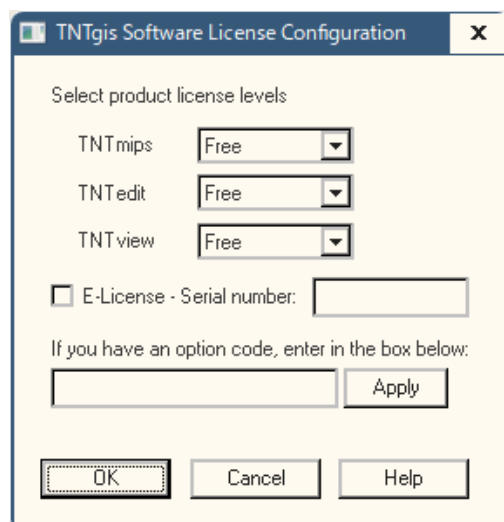 TNTgis Software License Configuration x
Select product license levels
TNTmips Free
TNTedit Free
TNTview Free
E-License - Serial number:
If you have an option code, enter in the box below:
Apply
OK Cancel Help